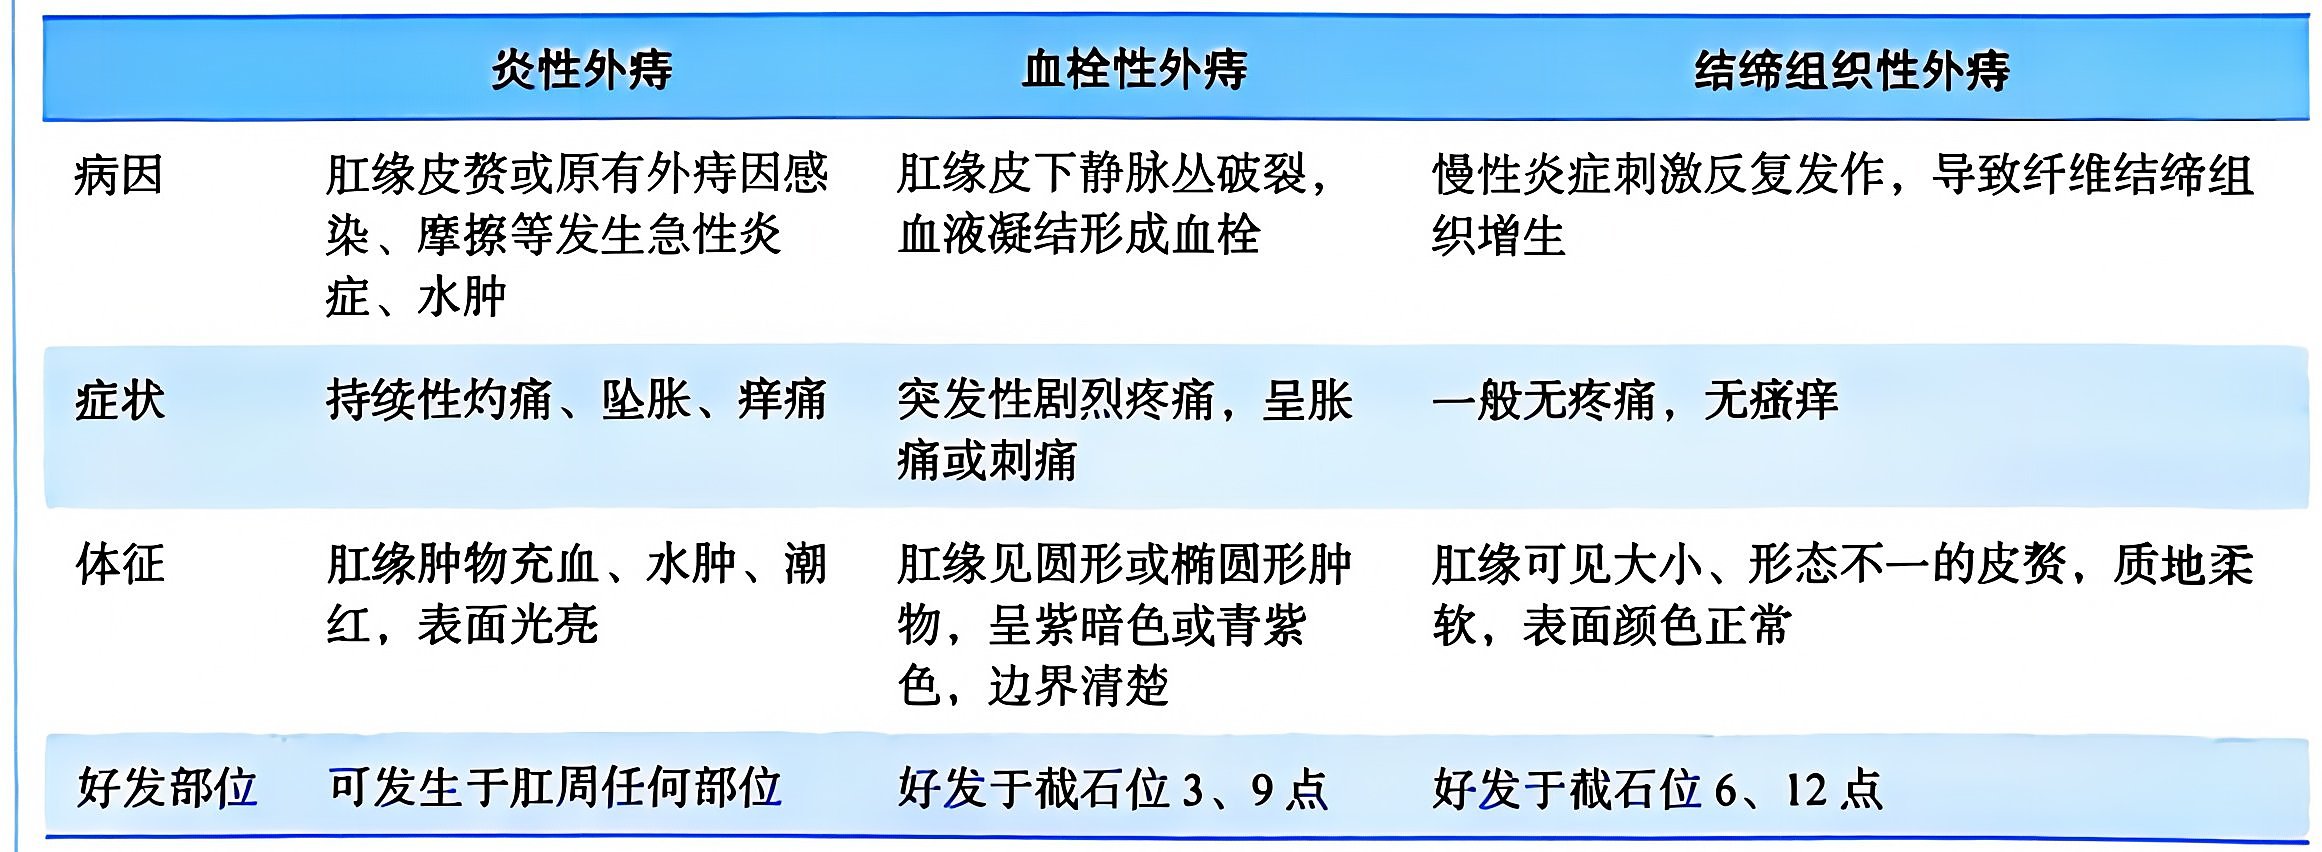 炎性外痔 血栓性外痔 结缔组织性外痔
病因 肛缘皮赘或原有外痔因感 肛缘皮下静脉丛破裂， 慢性炎症刺激反复发作，导致纤维结缔组
染、摩擦等发生急性炎 血液凝结形成血栓 织增生
症、水肿
症状 持续性灼痛、坠胀、痒痛 突发性剧烈疼痛，呈胀 一般无疼痛，无瘙痒
痛或刺痛
体征 肛缘肿物充血、水肿、潮 肛缘见圆形或椭圆形肿 肛缘可见大小、形态不一的皮赘，质地柔
红，表面光亮 物，呈紫暗色或青紫 软，表面颜色正常
色，边界清楚
好发部位 可发生于肛周任何部位 好发于截石位 3、9 点 好发于截石位 6、12 点